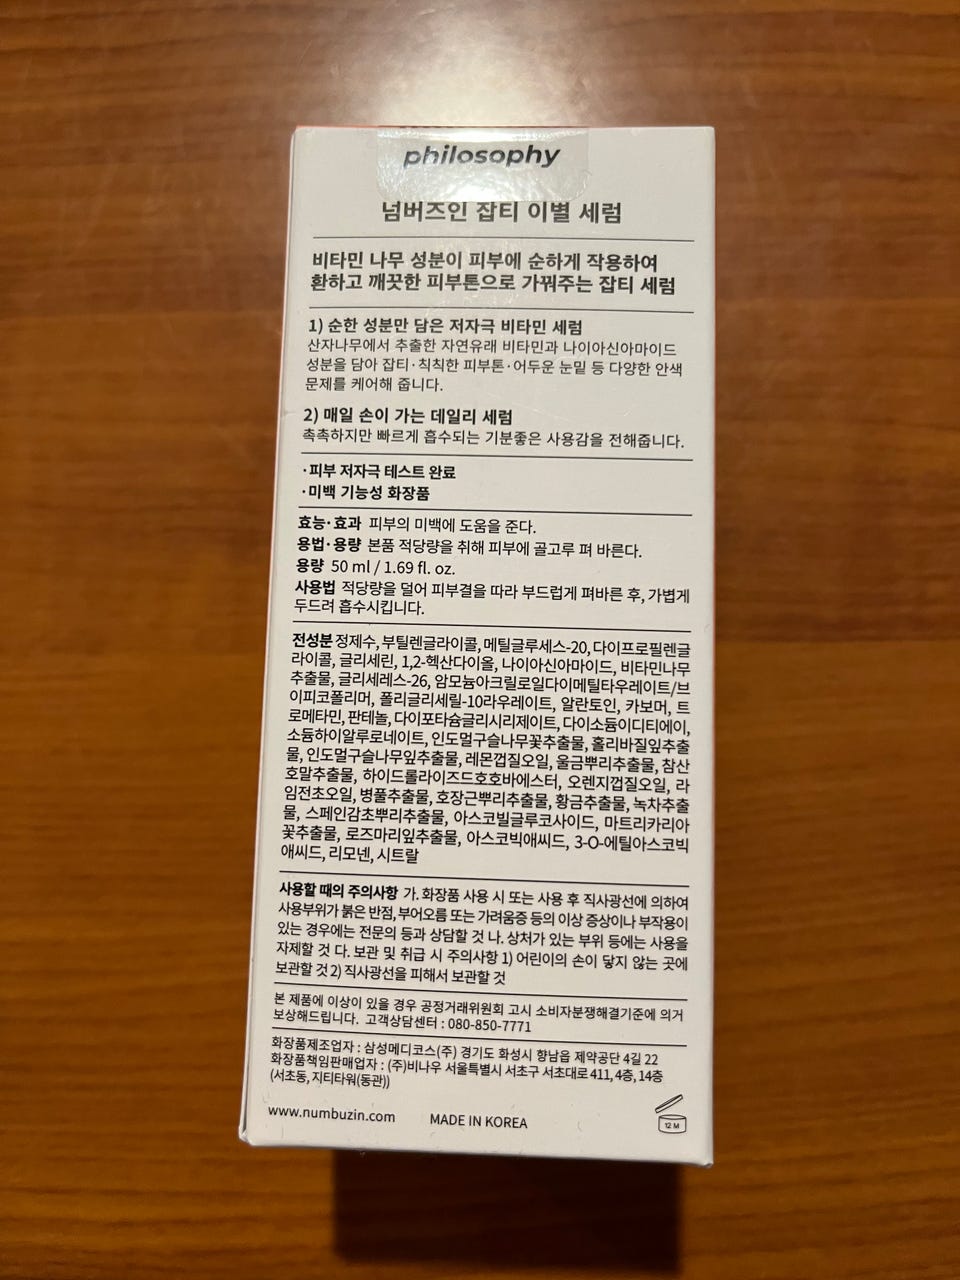 philosophy
넘버즈인 잡티 이별 세럼
비타민 나무 성분이 피부에 순하게 작용하여
환하고 깨끗한 피부톤으로 가꿔주는 잡티 세럼
1) 순한 성분만 담은 저자극 비타민 세럼
산자나무에서 추출한 자연유래 비타민과 나이아신아마이드
성분을 담아 잡티·칙칙한 피부톤·어두운 눈밑 등 다양한 안색
문제를 케어해 줍니다.
2) 매일 손이 가는 데일리 세럼
촉촉하지만 빠르게 흡수되는 기분좋은 사용감을 전해줍니다.
·피부 저자극 테스트 완료
·미백 기능성 화장품
효능·효과 피부의 미백에 도움을 준다.
용법·용량 본품 적당량을 취해 피부에 골고루 펴 바른다.
용량 50 ml / 1.69 fl. oz.
사용법 적당량을 덜어 피부결을 따라 부드럽게 펴바른 후, 가볍게
두드려 흡수시킵니다.
전성분 정제수, 부틸렌글라이콜, 메틸글루세스-20, 다이프로필렌글
라이콜, 글리세린, 1,2-헥산다이올, 나이아신아마이드, 비타민나무
추출물, 글리세레스-26, 암모늄아크릴로일다이메틸타우레이트/브
이피코폴리머, 폴리글리세릴-10라우레이트, 알란토인, 카보머, 트
로메타민, 판테놀, 다이포타슘글리시리제이트, 다이소듐이디티에이,
소듐하이알루로네이트, 인도멀구슬나무꽃추출물, 홀리바질잎추출
물, 인도멀구슬나무잎추출물, 레몬껍질오일, 울금뿌리추출물, 참산
호말추출물, 하이드롤라이즈드호호바에스터, 오렌지껍질오일, 라
임전초오일, 병풀추출물, 호장근뿌리추출물, 황금추출물, 녹차추출
물, 스페인감초뿌리추출물, 아스코빌글루코사이드, 마트리카리아
꽃추출물, 로즈마리잎추출물, 아스코빅애씨드, 3-O-에틸아스코빅
애씨드, 리모넨, 시트랄
사용할 때의 주의사항 가. 화장품 사용 시 또는 사용 후 직사광선에 의하여
사용부위가 붉은 반점, 부어오름 또는 가려움증 등의 이상 증상이나 부작용이
있는 경우에는 전문의 등과 상담할 것 나. 상처가 있는 부위 등에는 사용을
자제할 것 다. 보관 및 취급 시 주의사항 1) 어린이의 손이 닿지 않는 곳에
보관할 것 2) 직사광선을 피해서 보관할 것
본 제품에 이상이 있을 경우 공정거래위원회 고시 소비자분쟁해결기준에 의거
보상해드립니다. 고객상담센터 : 080-850-7771
화장품제조업자 : 삼성메디코스(주) 경기도 화성시 향남읍 제약공단 4길 22
화장품책임판매업자 : (주)비나우 서울특별시 서초구 서초대로 411, 4층, 14층
(서초동, 지티타워(동관))
www.numbuzin.com MADE IN KOREA
12 M